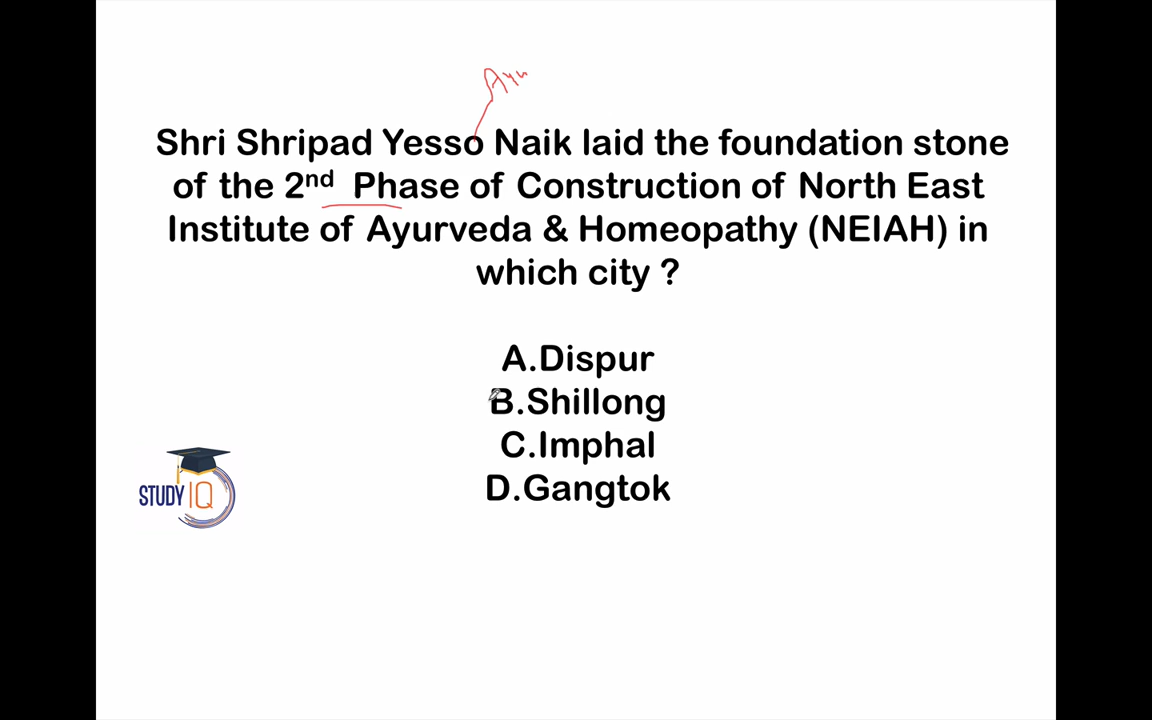 Ayu
Shri Shripad Yesso Naik laid the foundation stone
of the 2nd Phase of Construction of North East
Institute of Ayurveda & Homeopathy (NEIAH) in
which city ?
A.Dispur
B.Shillong
C.Imphal
D.Gangtok
STUDY IQ